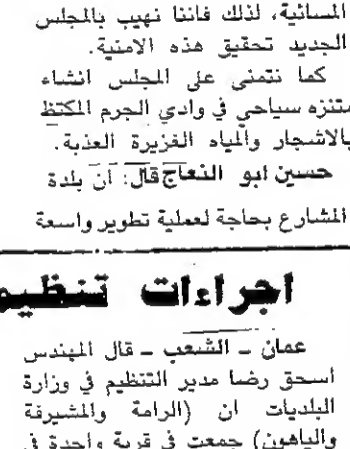 المسائية، لذلك فاننا نهيب بالمجلس
الجديد تحقيق هذه الامنية.
كما نتمنى على المجلس انشاء
متنزه سياحي في وادي الجرم المكتظ
بالاشجار والمياه الغزيرة العذبة.
حسين ابو النعاج قال: ان بلدة
المشارع بحاجة لعملية تطوير واسعة
اجراءات تنظيم
عمان ـ الشعب ـ قال المهندس
اسحق رضا مدير التنظيم في وزارة
البلديات ان (الرامة والمشيرفة
والياهون) جمعت في قرية واحدة في